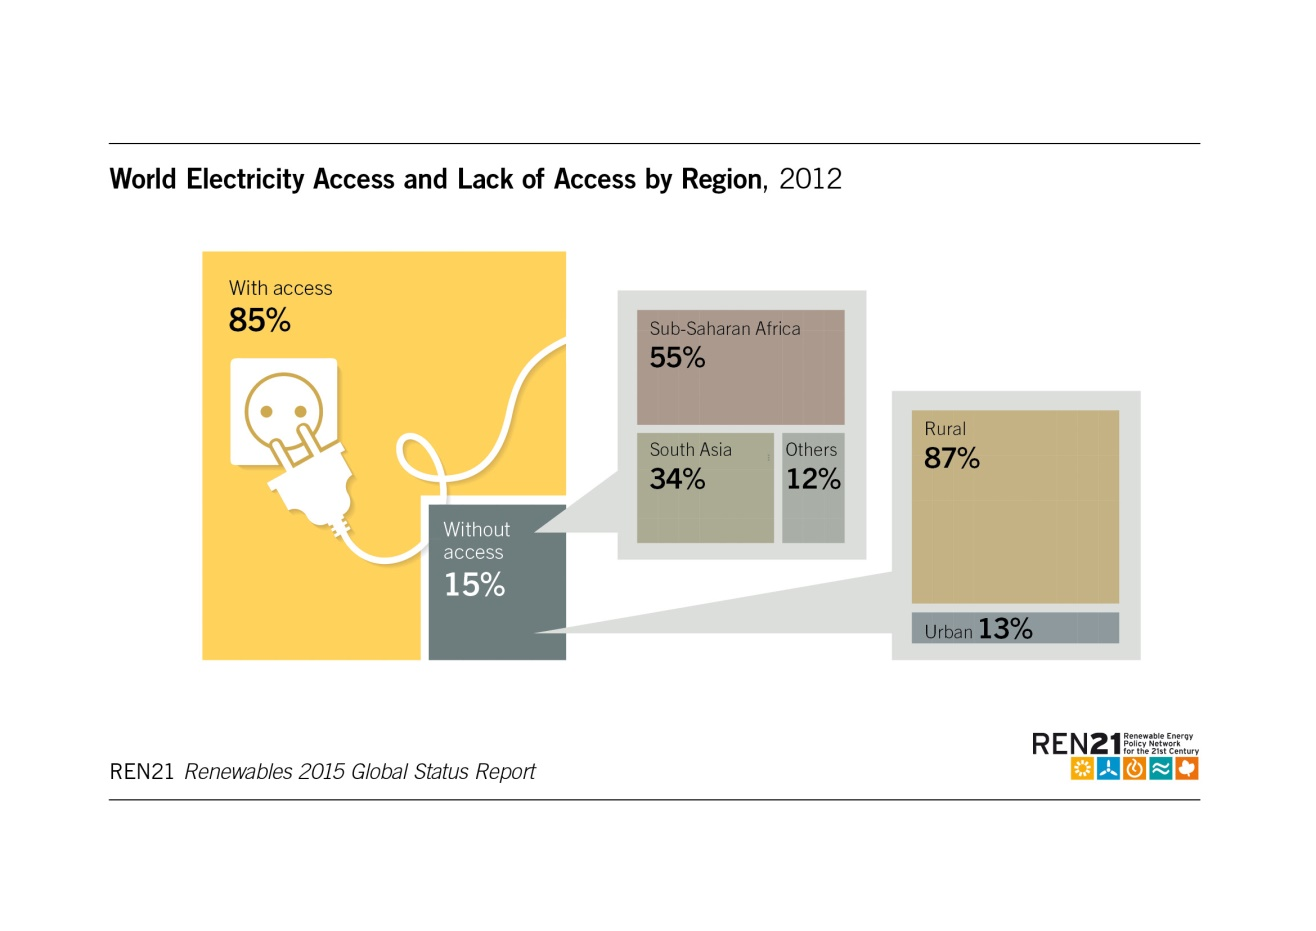 World Electricity Access and Lack of Access by Region, 2012
With access
85%
Without
access
15%
Sub-Saharan Africa
55%
South Asia
34%
Others
12%
Rural
87%
Urban 13%
REN21 Renewables 2015 Global Status Report
REN21
Renewable Energy
Policy Network
for the 21st Century